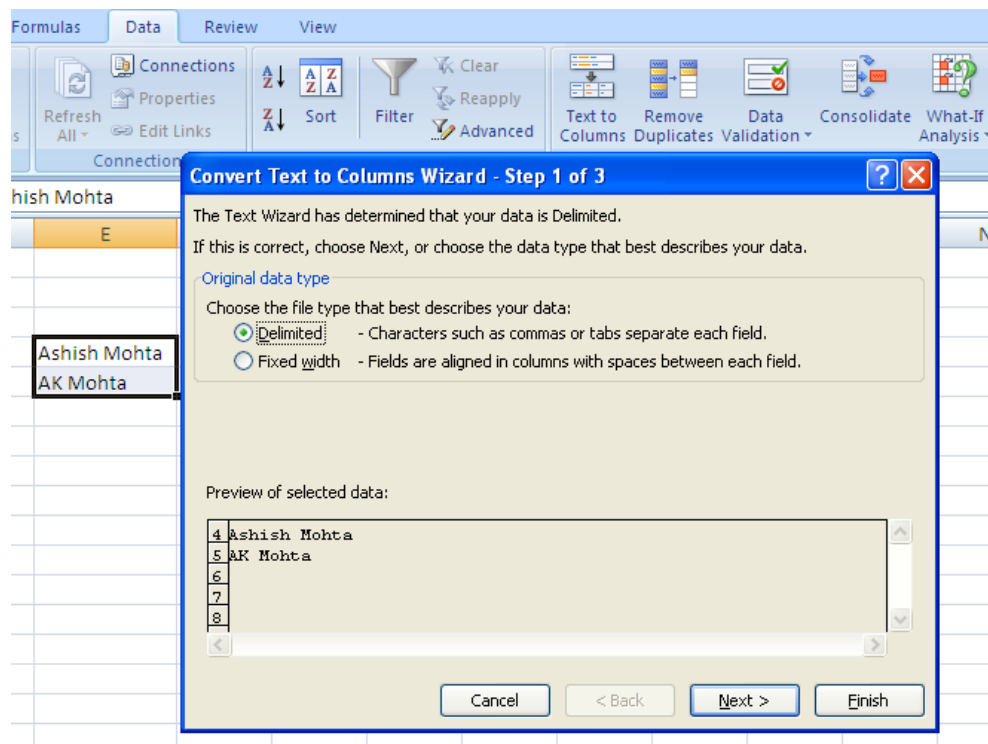 Formulas Data Review View
Connections
Properties
Edit Links
Refresh
All
Connection
A
Z
Z
A
A Z
Z A
Sort
Filter
Clear
Reapply
Advanced
Text to
Columns
Remove
Duplicates
Data
Validation
Consolidate
What-If
Analysis
s
hish Mohta
E
N
Ashish Mohta
AK Mohta
Convert Text to Columns Wizard - Step 1 of 3
The Text Wizard has determined that your data is Delimited.
If this is correct, choose Next, or choose the data type that best describes your data.
Original data type
Choose the file type that best describes your data:
Delimited - Characters such as commas or tabs separate each field.
Fixed width - Fields are aligned in columns with spaces between each field.
Preview of selected data:
4 Ashish Mohta
5 AK Mohta
6
7
8
Cancel < Back Next > Finish